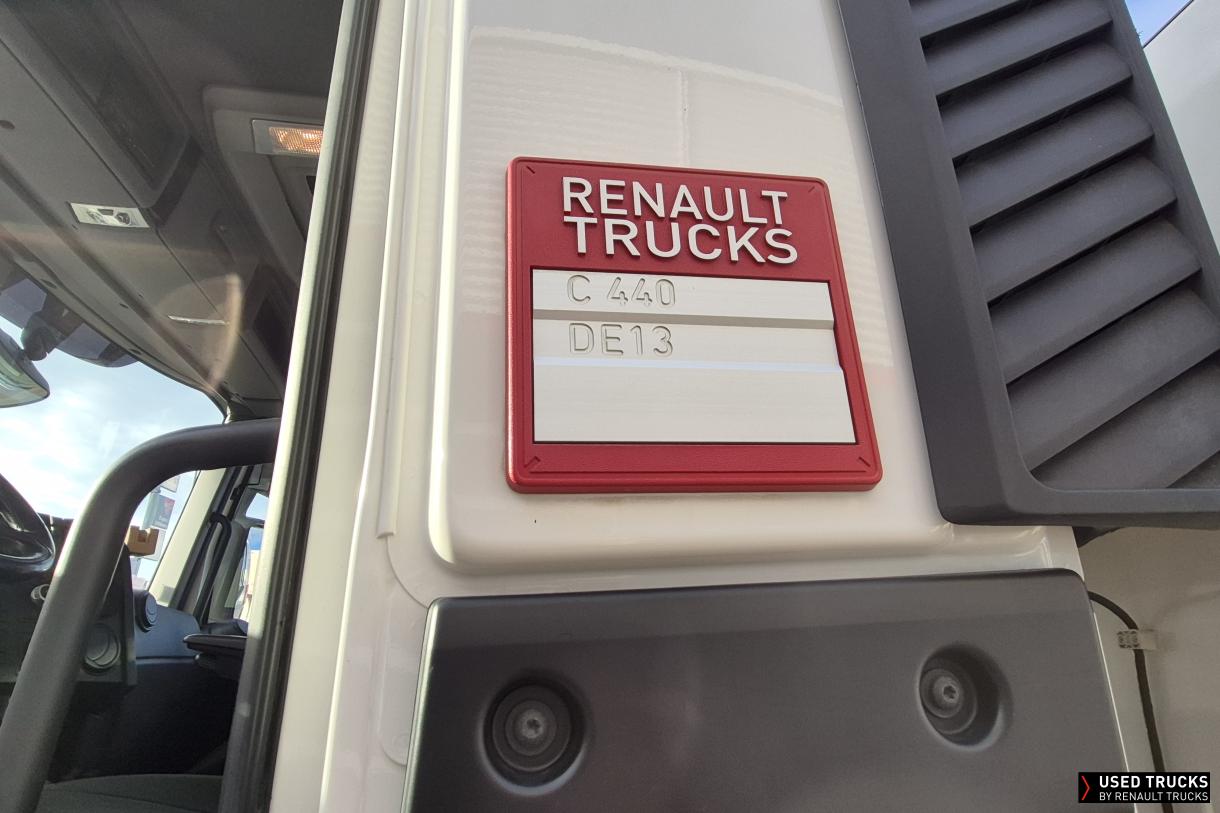 RENAULT
TRUCKS
C 440
DE13
USED TRUCKS
BY RENAULT TRUCKS